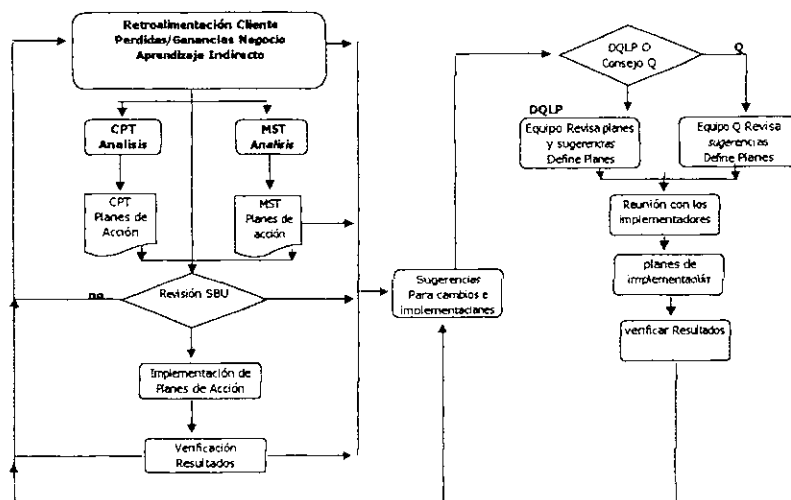 Retroalimentación Cliente
Perdidas/Ganancias Negocio
Aprendizaje Indirecto
CPT
Analisis
MST
Analisis
CPT
Planes de
Acción
MST
Planes de
acción
no
Revisión SBU
Implementación de
Planes de Acción
Verificación
Resultados
Sugerencias
Para cambios e
implementaciones
DQLP O
Consejo Q
Q
DQLP
Equipo Revisa planes
y sugerencias
Define Planes
Equipo Q Revisa
sugerencias
Define Planes
Reunión con los
implementadores
planes de
implementación
verificar Resultados